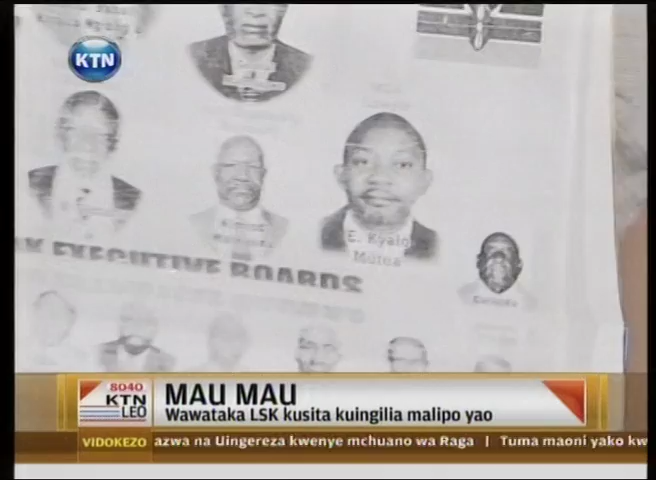 KTN
E. Kyalo
Mutea
EXECUTIVE BOARDS
8040
KTN
LEO
MAU MAU
Wawataka LSK kusita kuingilia malipo yao
VIDOKEZO
azwa na Uingereza kwenye mchuano wa Raga | Tuma maoni yako kw